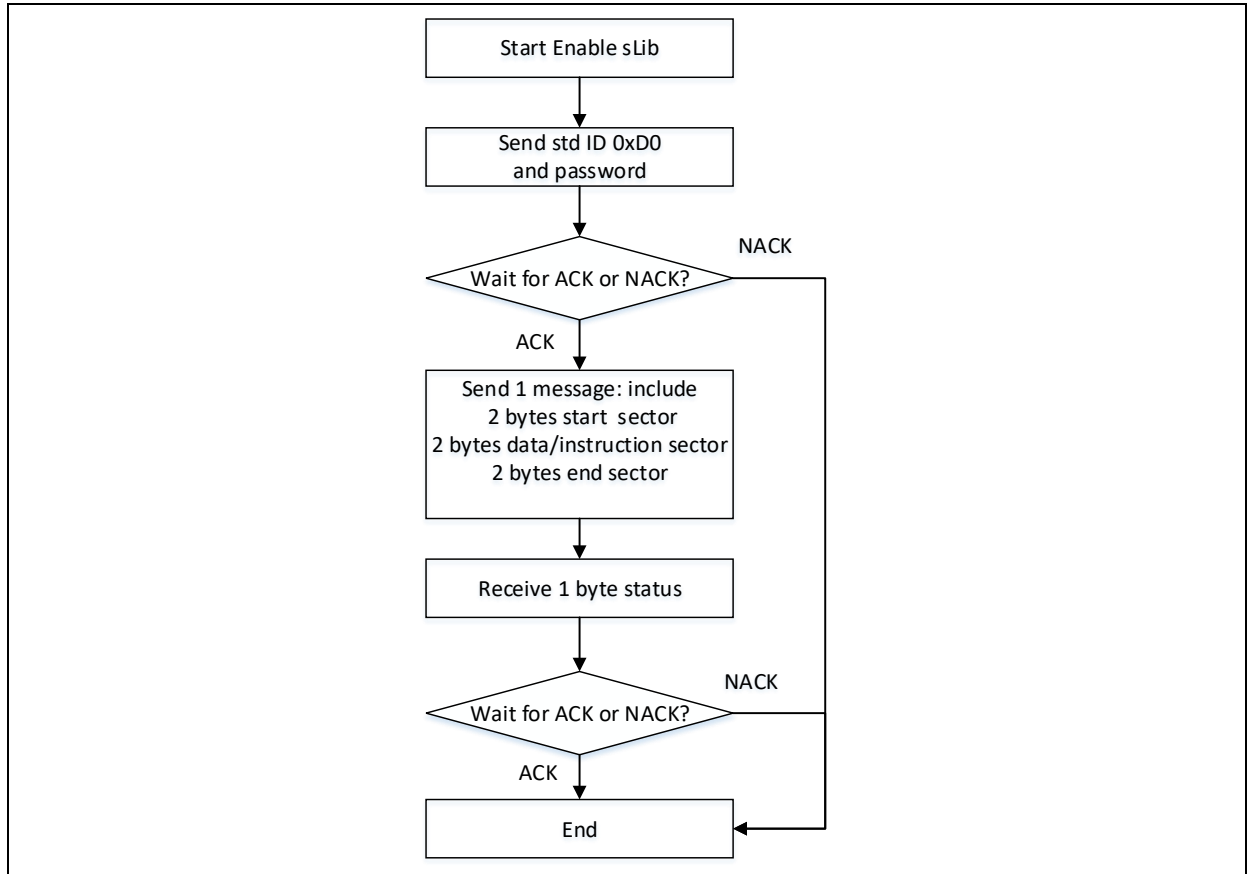 Start Enable sLib
Send std ID 0xD0
and password
NACK
Wait for ACK or NACK?
ACK
Send 1 message: include
2 bytes start sector
2 bytes data/instruction sector
2 bytes end sector
Receive 1 byte status
NACK
Wait for ACK or NACK?
ACK
End